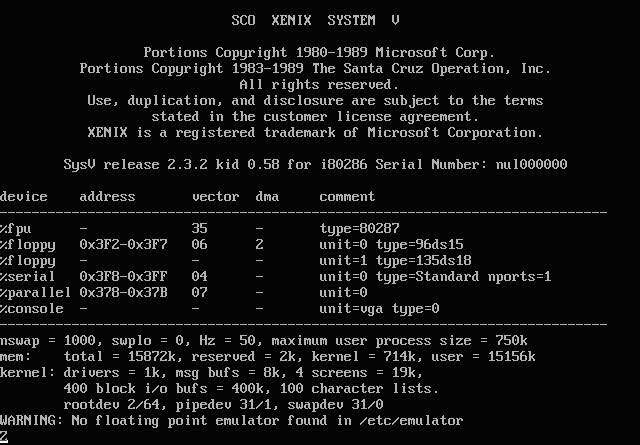 SCO XENIX SYSTEM V
Portions Copyright 1980-1989 Microsoft Corp.
Portions Copyright 1983-1989 The Santa Cruz Operation, Inc.
All rights reserved.
Use, duplication, and disclosure are subject to the terms
stated in the customer license agreement.
XENIX is a registered trademark of Microsoft Corporation.
SysV release 2.3.2 kid 0.58 for i80286 Serial Number: nul000000
device address vector dma comment
--------------------------------------------------------------------------------
%fpu - 35 - type=80287
%floppy 0x3F2-0x3F7 06 2 unit=0 type=96ds15
%floppy - - - unit=1 type=135ds18
%serial 0x3F8-0x3FF 04 - unit=0 type=Standard nports=1
%parallel 0x378-0x37B 07 - unit=0
%console - - - unit=vga type=0
--------------------------------------------------------------------------------
nswap = 1000, swplo = 0, Hz = 50, maximum user process size = 750k
mem: total = 15872k, reserved = 2k, kernel = 714k, user = 15156k
kernel: drivers = 1k, msg bufs = 8k, 4 screens = 19k,
400 block i/o bufs = 400k, 100 character lists.
rootdev 2/64, pipedev 31/1, swapdev 31/0
WARNING: No floating point emulator found in /etc/emulator
Z